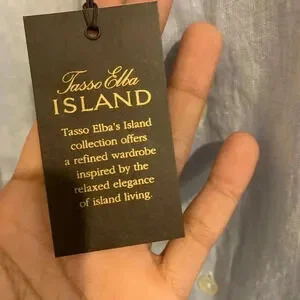 Tasso Elba
ISLAND
Tasso Elba's Island
collection offers
a refined wardrobe
inspired by the
relaxed elegance
of island living.